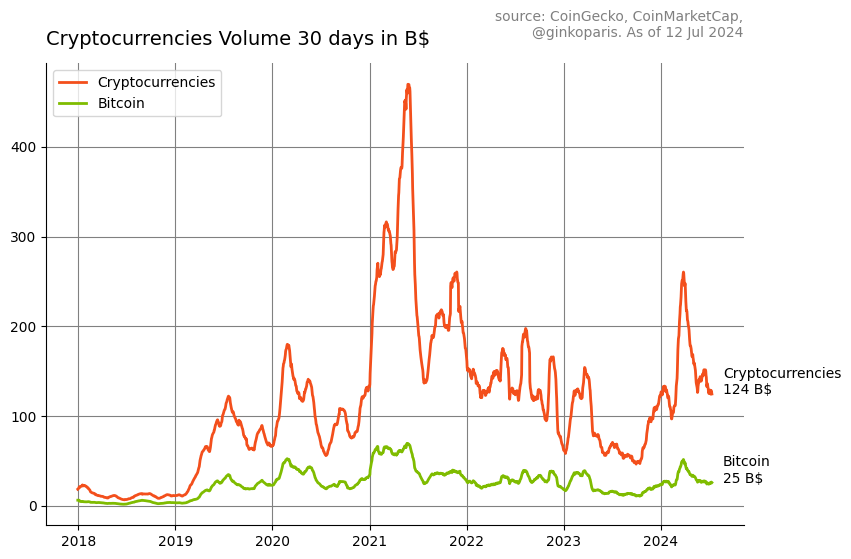 source: CoinGecko, CoinMarketCap,
@ginkoparis. As of 12 Jul 2024
Cryptocurrencies Volume 30 days in B$
Cryptocurrencies
Bitcoin
400
300
200
100
0
Cryptocurrencies
124 B$
Bitcoin
25 B$
2018
2019
2020
2021
2022
2023
2024